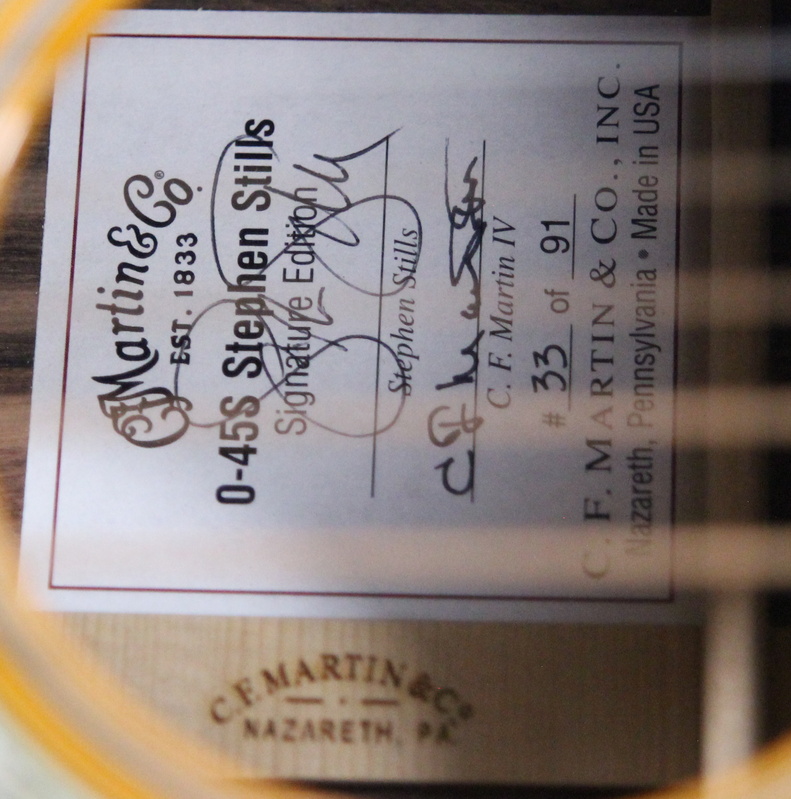 Martin & Co.®
EST. 1833
0-45S Stephen Stills
Signature Edition
Stephen Stills
C. F. Martin IV
# 33 of 91
C. F. MARTIN & CO., INC.
Nazareth, Pennsylvania • Made in USA
C.F. MARTIN & Co
NAZARETH, PA.